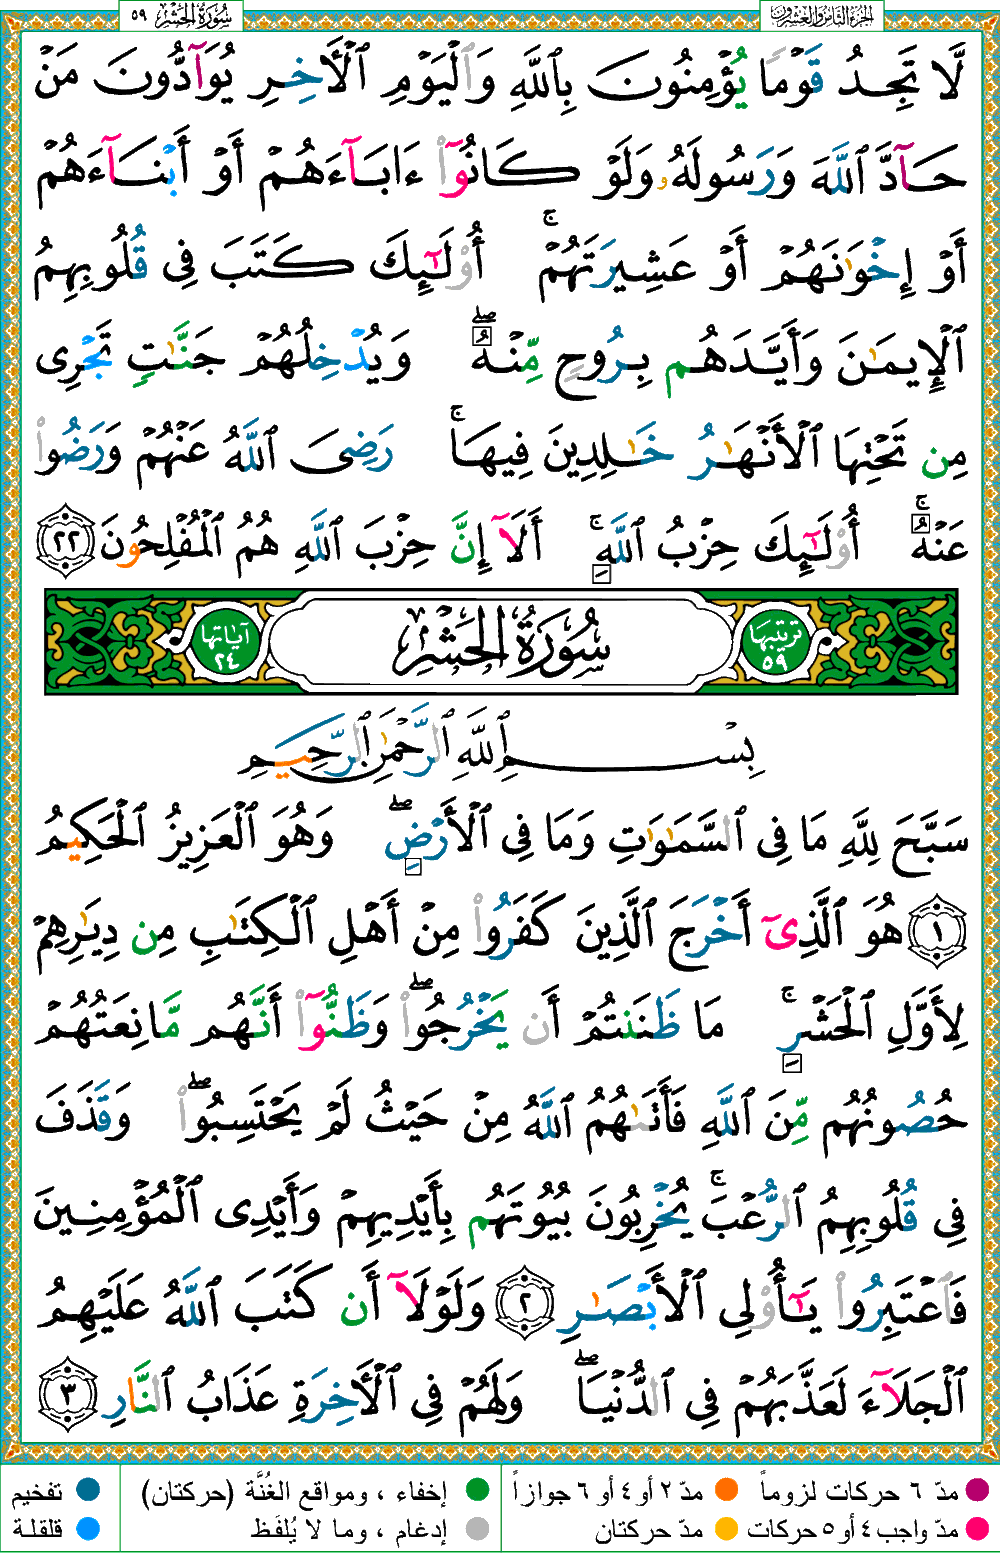 الجزء الثامن والعشرون
سُورَةُ الحَشْرِ ٥٩
لَّا تَجِدُ قَوْمًا يُؤْمِنُونَ بِٱللَّهِ وَٱلْيَوْمِ ٱلْأَخِرِ يُوَآدُّونَ مَنْ
حَآدَّ ٱللَّهَ وَرَسُولَهُۥ وَلَوْ كَانُوٓا۟ ءَابَآءَهُمْ أَوْ أَبْنَآءَهُمْ
أَوْ إِخْوَٰنَهُمْ أَوْ عَشِيرَتَهُمْ ۚ أُو۟لَـٰٓئِكَ كَتَبَ فِى قُلُوبِهِمُ
ٱلْإِيمَـٰنَ وَأَيَّدَهُم بِرُوحٍ مِّنْهُ ۖ وَيُدْخِلُهُمْ جَنَّـٰتٍ تَجْرِى
مِن تَحْتِهَا ٱلْأَنْهَـٰرُ خَـٰلِدِينَ فِيهَا ۚ رَضِىَ ٱللَّهُ عَنْهُمْ وَرَضُوا۟
عَنْهُ ۚ أُو۟لَـٰٓئِكَ حِزْبُ ٱللَّهِ ۚ أَلَآ إِنَّ حِزْبَ ٱللَّهِ هُمُ ٱلْمُفْلِحُونَ ٢٢
ترتيبها ٥٩ سُورَةُ الحَشْرِ آياتها ٢٤
بِسْمِ ٱللَّهِ ٱلرَّحْمَـٰنِ ٱلرَّحِيمِ
سَبَّحَ لِلَّهِ مَا فِى ٱلسَّمَـٰوَٰتِ وَمَا فِى ٱلْأَرْضِ ۖ وَهُوَ ٱلْعَزِيزُ ٱلْحَكِيمُ
١ هُوَ ٱلَّذِىٓ أَخْرَجَ ٱلَّذِينَ كَفَرُوا۟ مِنْ أَهْلِ ٱلْكِتَـٰبِ مِن دِيَـٰرِهِمْ
لِأَوَّلِ ٱلْحَشْرِ ۚ مَا ظَنَنتُمْ أَن يَخْرُجُوا۟ ۖ وَظَنُّوٓا۟ أَنَّهُم مَّانِعَتُهُمْ
حُصُونُهُم مِّنَ ٱللَّهِ فَأَتَىٰهُمُ ٱللَّهُ مِنْ حَيْثُ لَمْ يَحْتَسِبُوا۟ ۖ وَقَذَفَ
فِى قُلُوبِهِمُ ٱلرُّعْبَ ۚ يُخْرِبُونَ بُيُوتَهُم بِأَيْدِيهِمْ وَأَيْدِى ٱلْمُؤْمِنِينَ
فَٱعْتَبِرُوا۟ يَـٰٓأُو۟لِى ٱلْأَبْصَـٰرِ ٢ وَلَوْلَآ أَن كَتَبَ ٱللَّهُ عَلَيْهِمُ
ٱلْجَلَآءَ لَعَذَّبَهُمْ فِى ٱلدُّنْيَا ۖ وَلَهُمْ فِى ٱلْأَخِرَةِ عَذَابُ ٱلنَّارِ ٣
مدّ ٦ حركات لزوماً مدّ ٢ أو ٤ أو ٦ جوازاً إخفاء ، ومواقع الغُنَّة (حركتان) تفخيم
مدّ واجب ٤ أو ٥ حركات مدّ حركتان إدغام ، وما لا يُلفَظ قلقلة